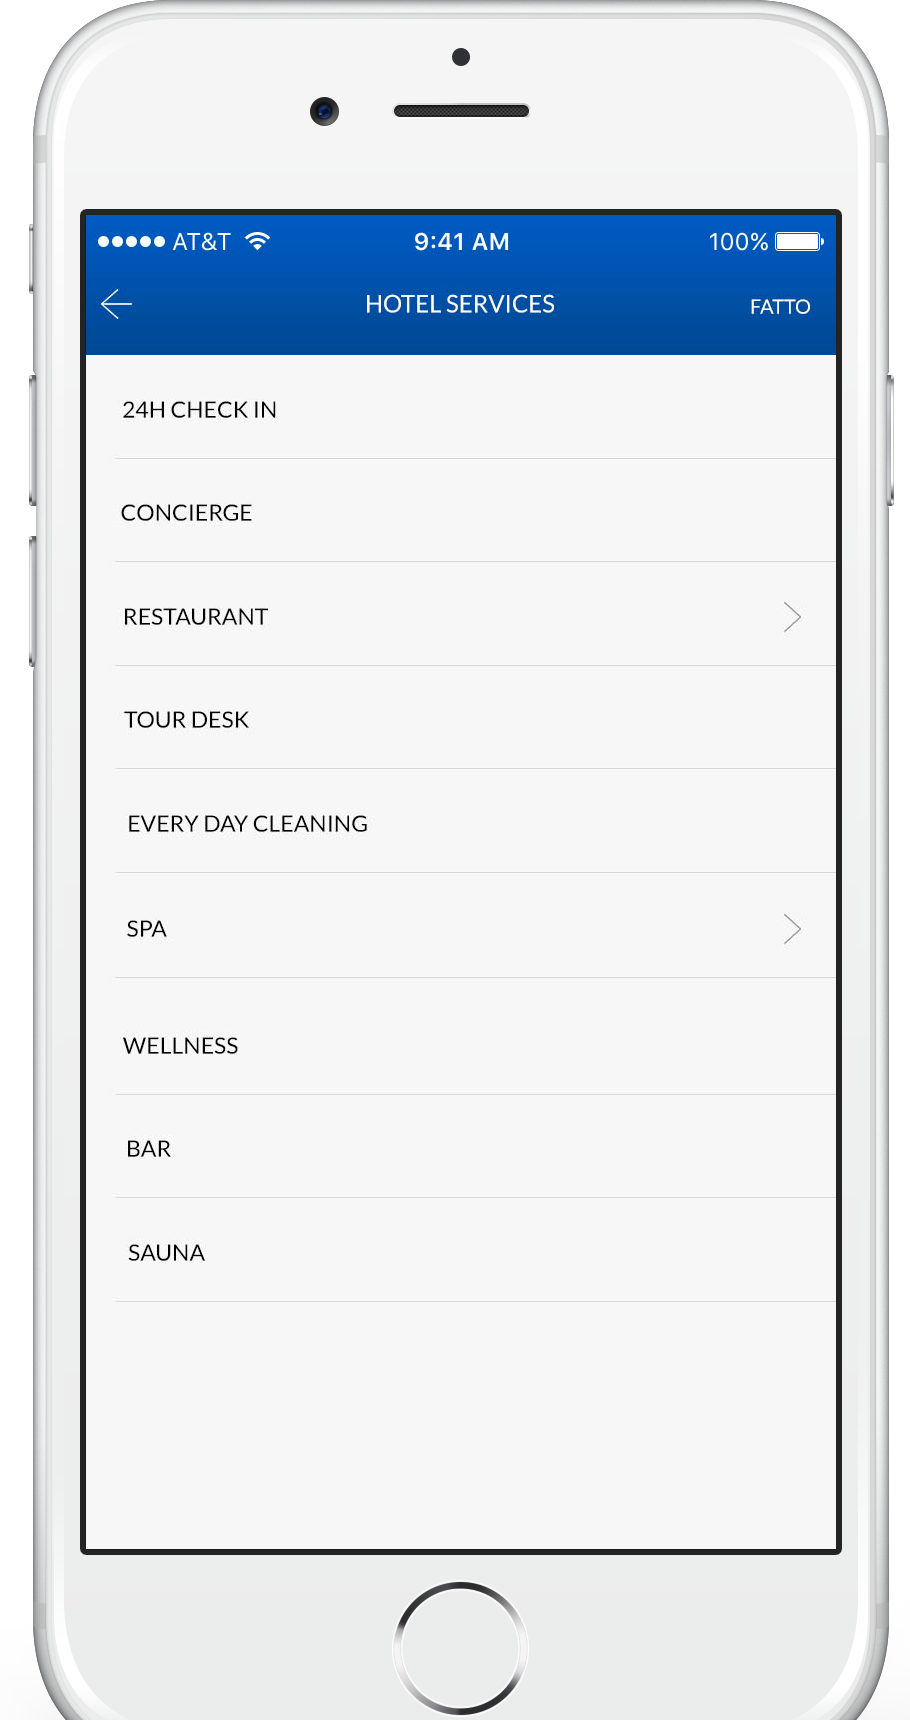 AT&T 9:41 AM 100%
HOTEL SERVICES FATTO
24H CHECK IN
CONCIERGE
RESTAURANT
TOUR DESK
EVERY DAY CLEANING
SPA
WELLNESS
BAR
SAUNA